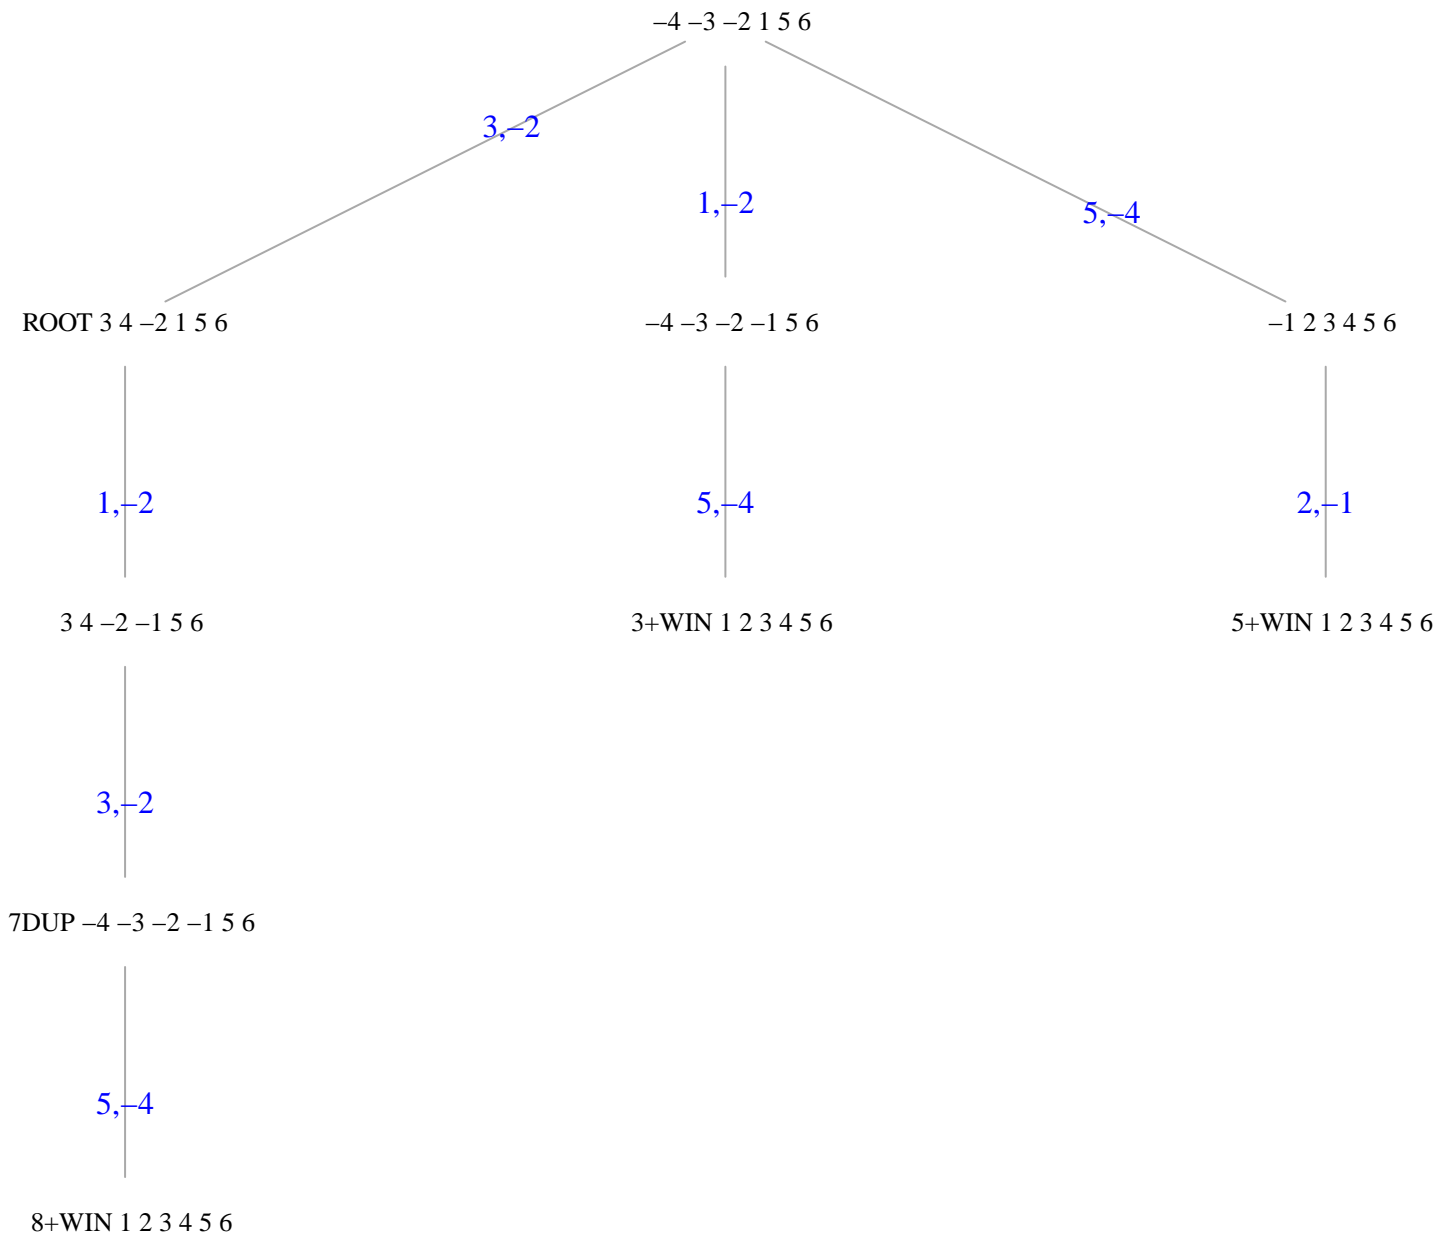 –4 –3 –2 1 5 6
3,–2
1,–2
5,–4
ROOT 3 4 –2 1 5 6
–4 –3 –2 –1 5 6
–1 2 3 4 5 6
1,–2
5,–4
2,–1
3 4 –2 –1 5 6
3+WIN 1 2 3 4 5 6
5+WIN 1 2 3 4 5 6
3,–2
7DUP –4 –3 –2 –1 5 6
5,–4
8+WIN 1 2 3 4 5 6